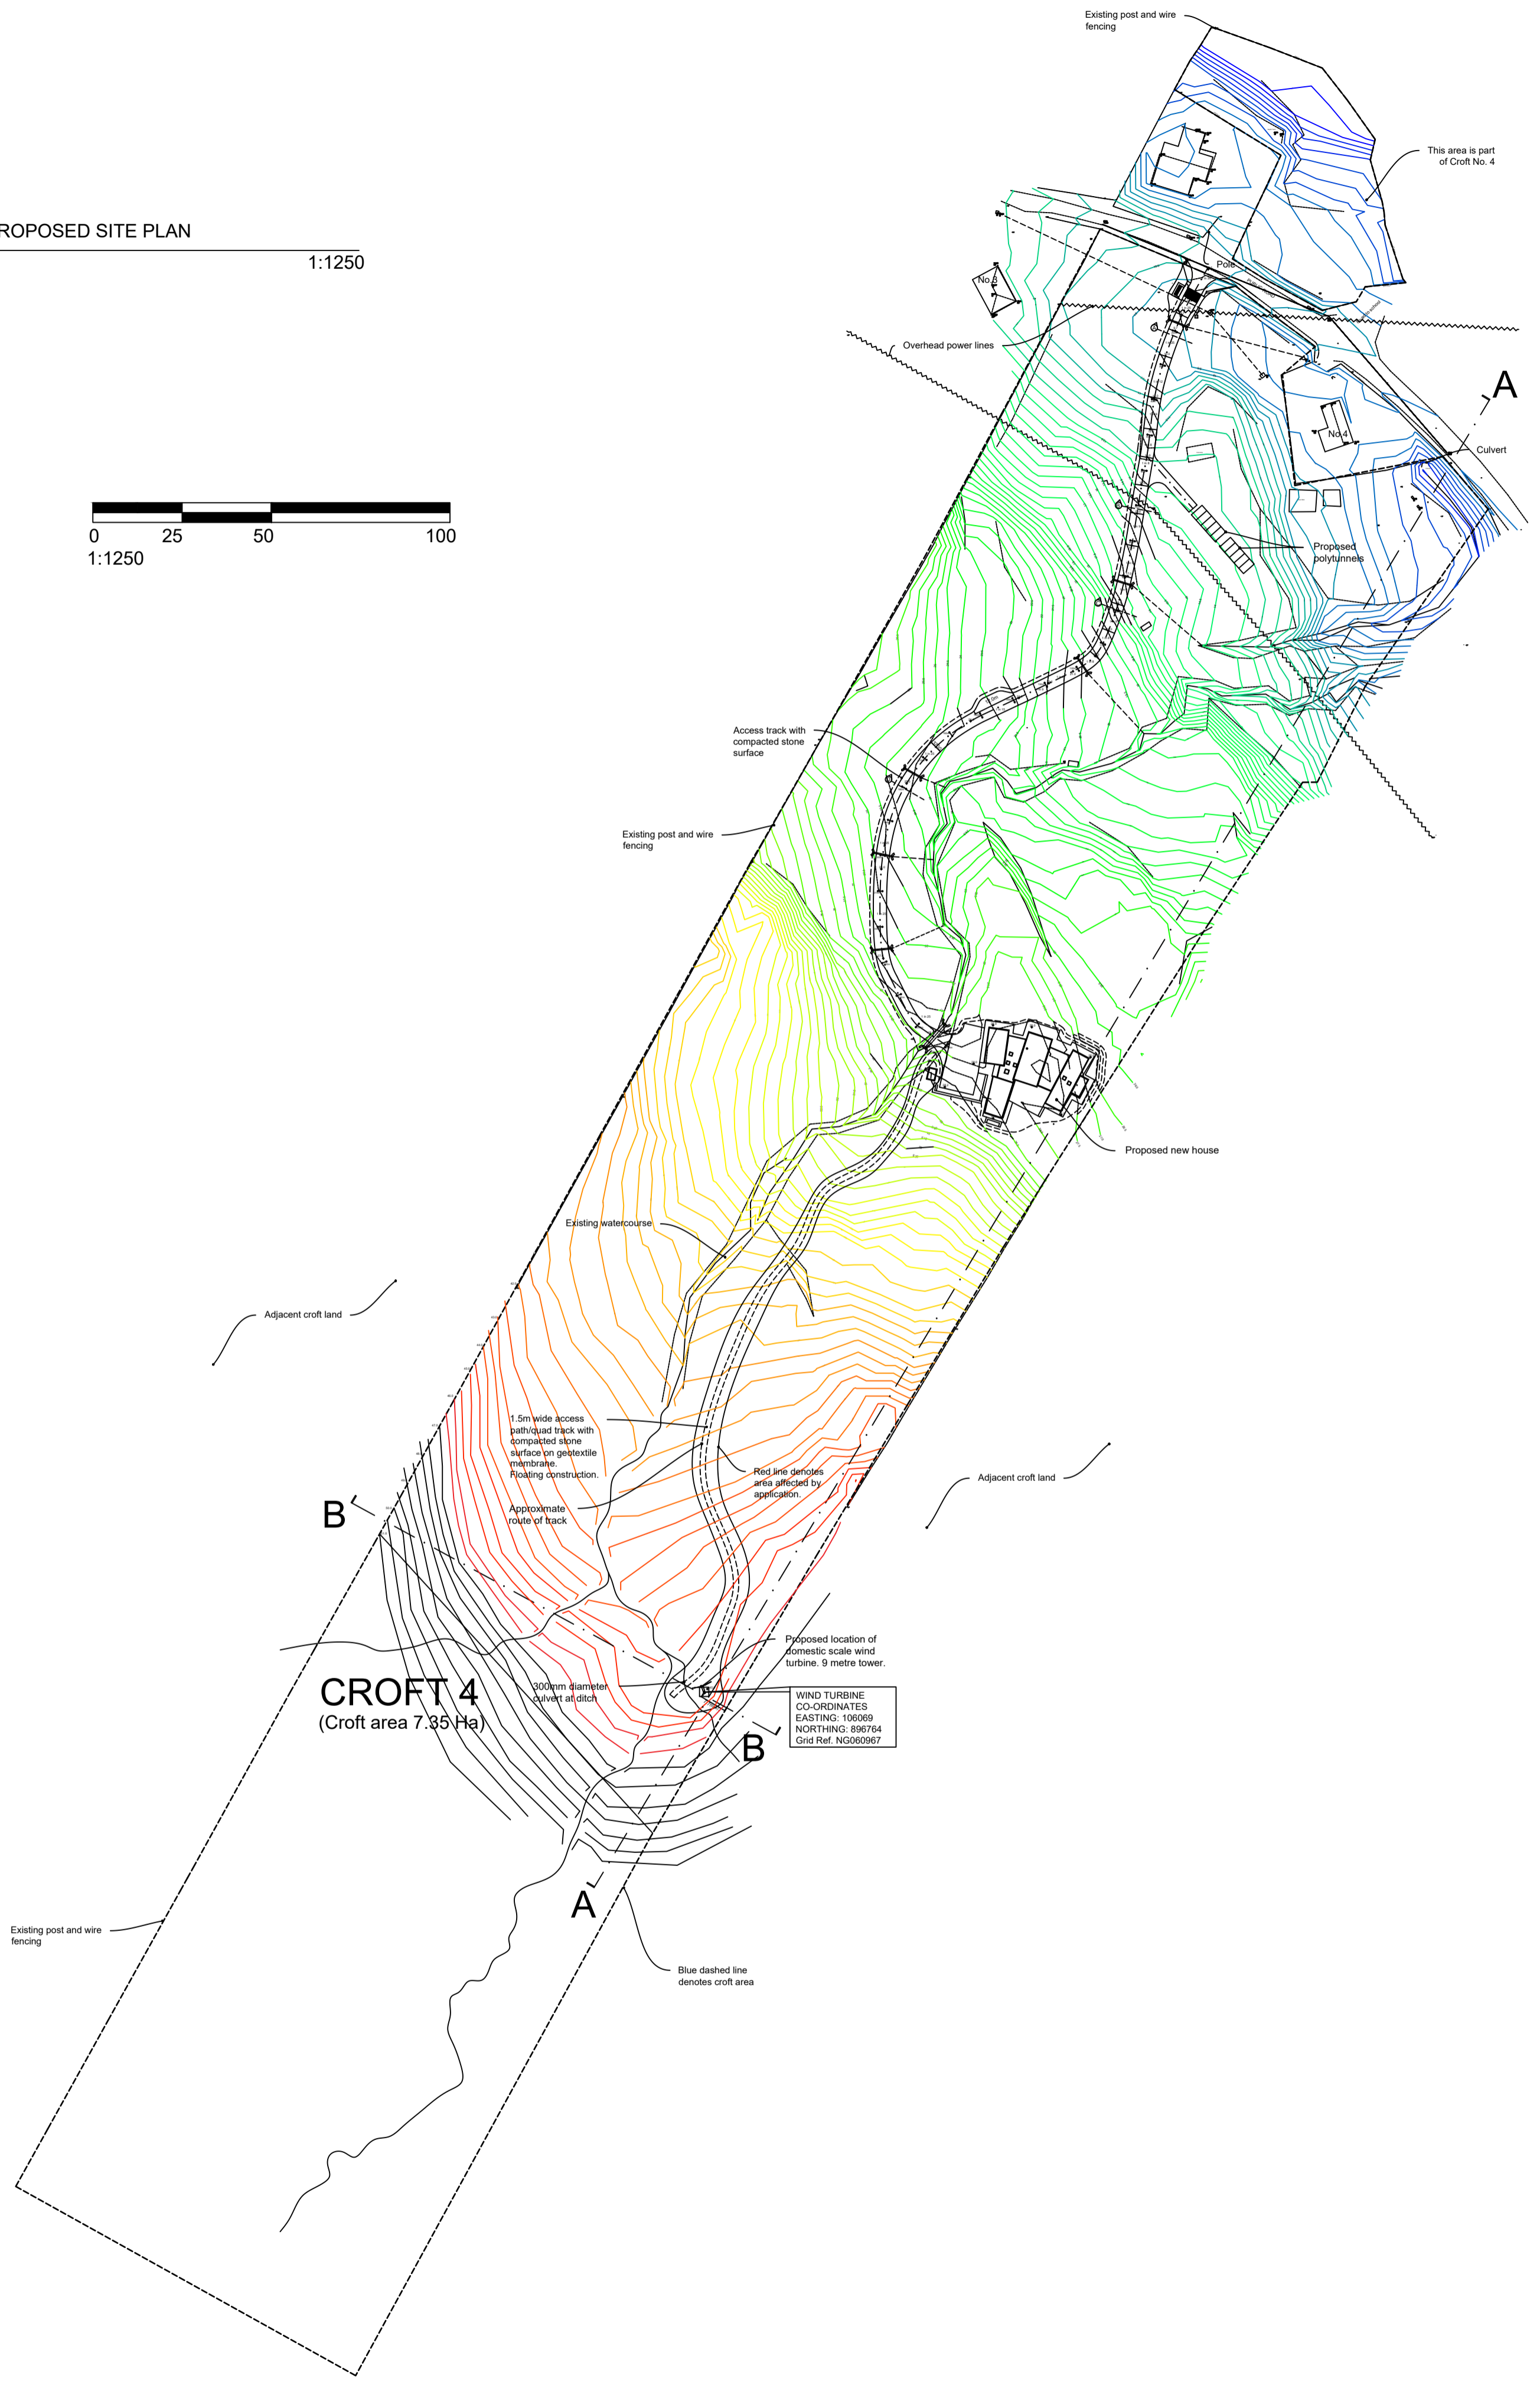 Existing post and wire
fencing
This area is part
of Croft No. 4
ROPOSED SITE PLAN
1:1250
Pole
No.3
Overhead power lines
A
No.4
Culvert
0 25 50 100
1:1250
Proposed
polytunnels
Access track with
compacted stone
surface
Existing post and wire
fencing
Proposed new house
Existing watercourse
Adjacent croft land
1.5m wide access
path/quad track with
compacted stone
surface on geotextile
membrane.
Floating construction.
Red line denotes
area affected by
application.
Adjacent croft land
Approximate
route of track
B
Proposed location of
domestic scale wind
turbine. 9 metre tower.
300mm diameter
culvert at ditch
CROFT 4
(Croft area 7.35 Ha)
WIND TURBINE
CO-ORDINATES
EASTING: 106069
NORTHING: 896764
Grid Ref. NG060967
B
A
Existing post and wire
fencing
Blue dashed line
denotes croft area